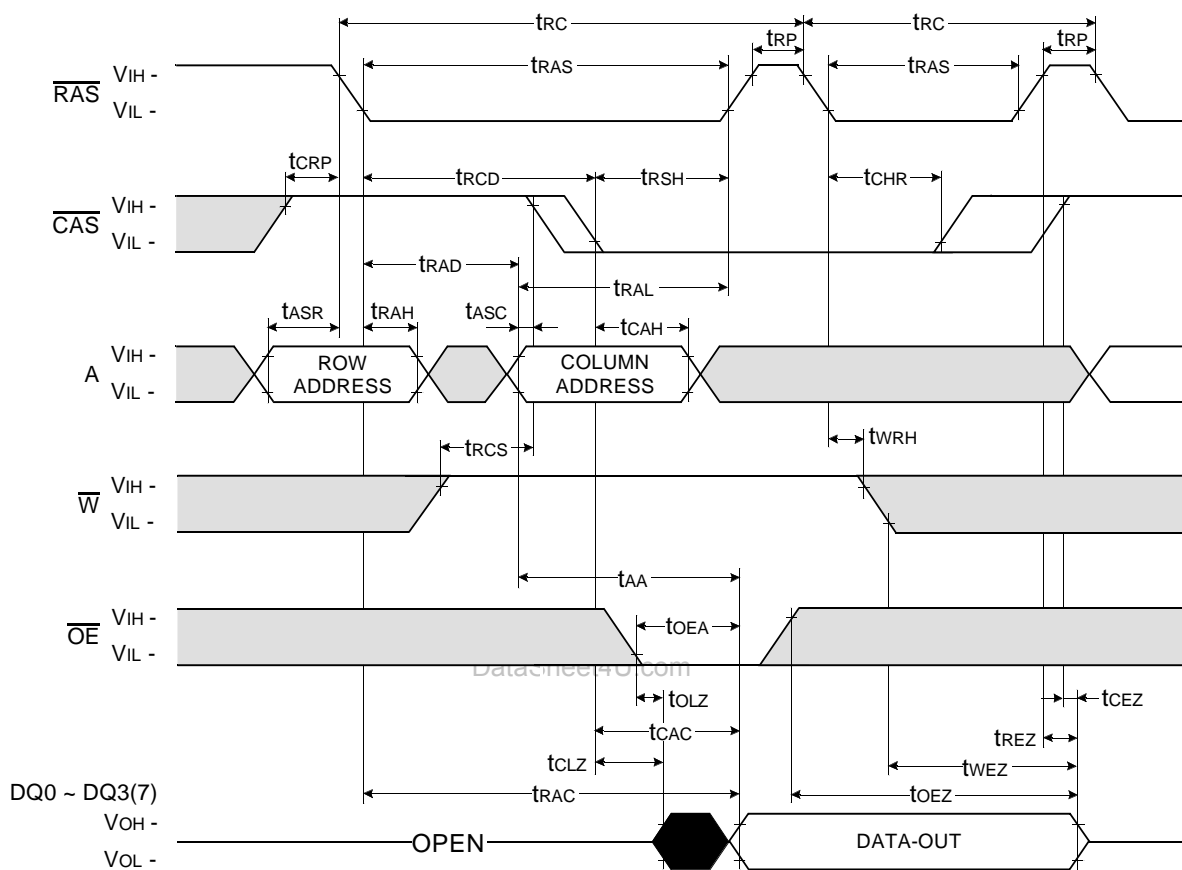 tRC tRC
tRP tRP
RAS VIH - tRAS tRAS
VIL -
tCRP tRCD tRSH tCHR
CAS VIH -
VIL -
tRAD tRAL
tASR tRAH tASC tCAH
A VIH - ROW ADDRESS COLUMN ADDRESS
VIL -
tRCS tWRH
W VIH -
VIL -
tAA
OE VIH - tOEA
VIL -
DataSheet4U.com
tOLZ tCEZ
tCAC tREZ
tCLZ tWEZ
DQ0 ~ DQ3(7) tRAC tOEZ
VOH - OPEN DATA-OUT
VOL -